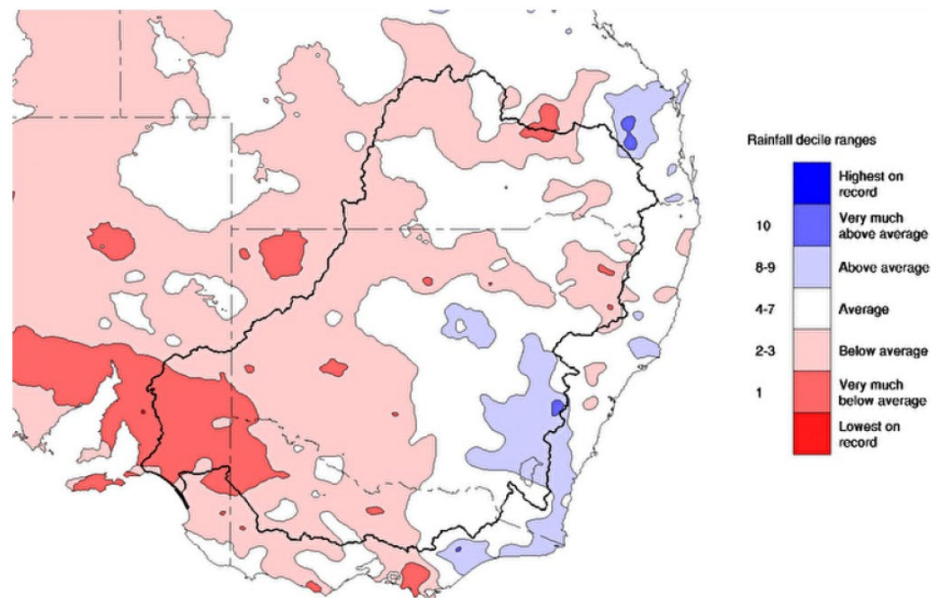 Rainfall decile ranges
Highest on
record
10
Very much
above average
8-9
Above average
4-7
Average
2-3
Below average
1
Very much
below average
Lowest on
record